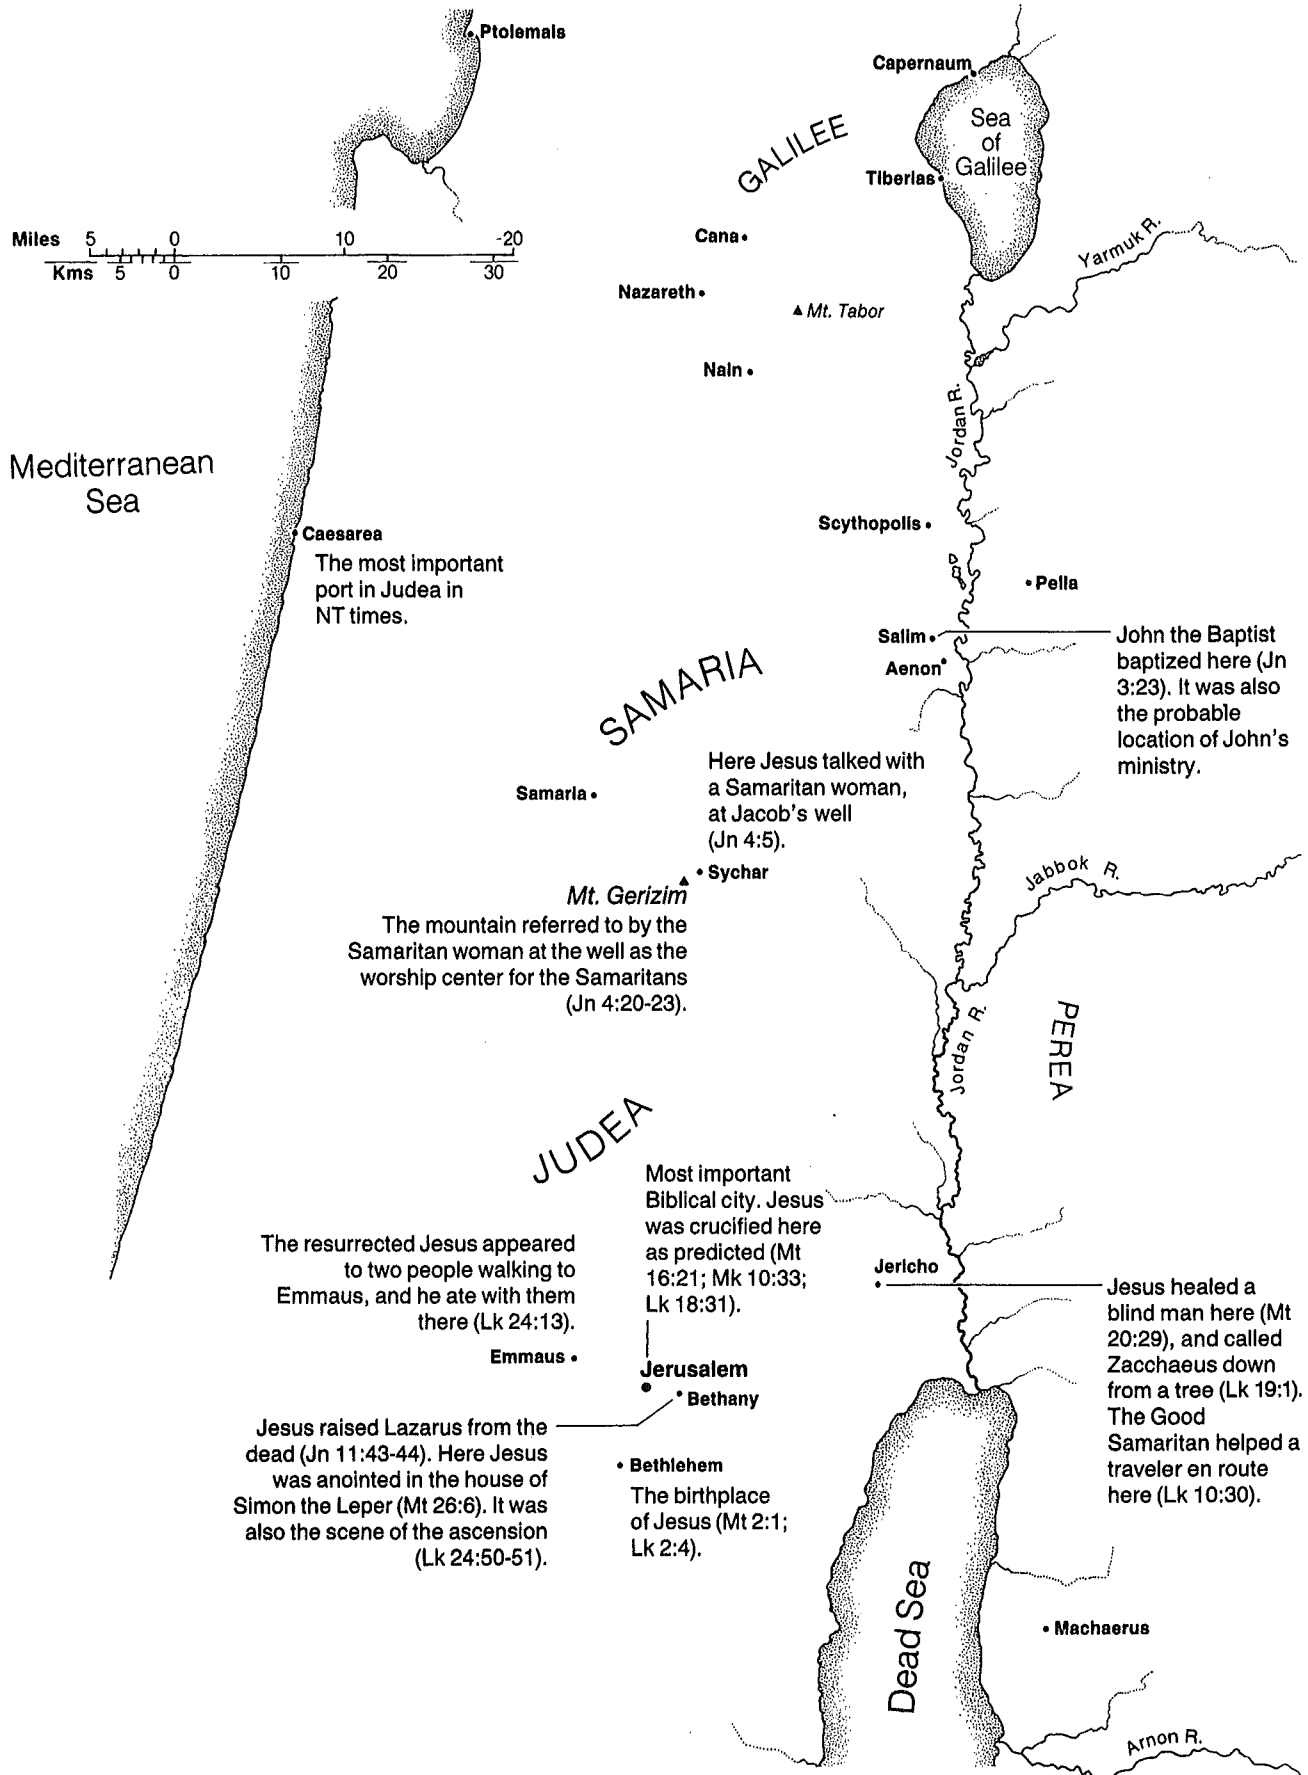 Ptolemais
Capernaum
Sea
of
Galilee
GALILEE
Tiberias
Miles 5 0 10 -20
Kms 5 0 10 20 30
Cana
Yarmuk R.
Nazareth
Mt. Tabor
Nain
Jordan R.
Mediterranean
Sea
Caesarea
The most important
port in Judea in
NT times.
Scythopolis
Pella
Salim
Aenon
John the Baptist
baptized here (Jn
3:23). It was also
the probable
location of John's
ministry.
SAMARIA
Here Jesus talked with
a Samaritan woman,
at Jacob's well
(Jn 4:5).
Samaria
Sychar
Mt. Gerizim
The mountain referred to by the
Samaritan woman at the well as the
worship center for the Samaritans
(Jn 4:20-23).
Jabbok R.
Jordan R.
PEREA
JUDEA
Most important
Biblical city. Jesus
was crucified here
as predicted (Mt
16:21; Mk 10:33;
Lk 18:31).
The resurrected Jesus appeared
to two people walking to
Emmaus, and he ate with them
there (Lk 24:13).
Emmaus
Jericho
Jesus healed a
blind man here (Mt
20:29), and called
Zacchaeus down
from a tree (Lk 19:1).
The Good
Samaritan helped a
traveler en route
here (Lk 10:30).
Jerusalem
Bethany
Jesus raised Lazarus from the
dead (Jn 11:43-44). Here Jesus
was anointed in the house of
Simon the Leper (Mt 26:6). It was
also the scene of the ascension
(Lk 24:50-51).
Bethlehem
The birthplace
of Jesus (Mt 2:1;
Lk 2:4).
Dead Sea
Machaerus
Arnon R.